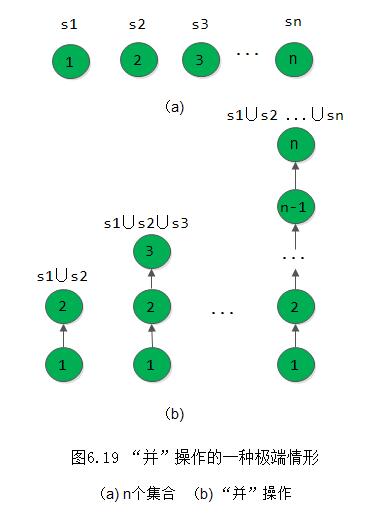 s1 s2 s3 sn
1 2 3 ... n
(a)
s1∪s2 ...∪sn
n
n-1
s1∪s2∪s3
3
...
s1∪s2
2 2 ... 2
1 1 1
(b)
图6.19 “并”操作的一种极端情形
(a) n个集合 (b) “并”操作